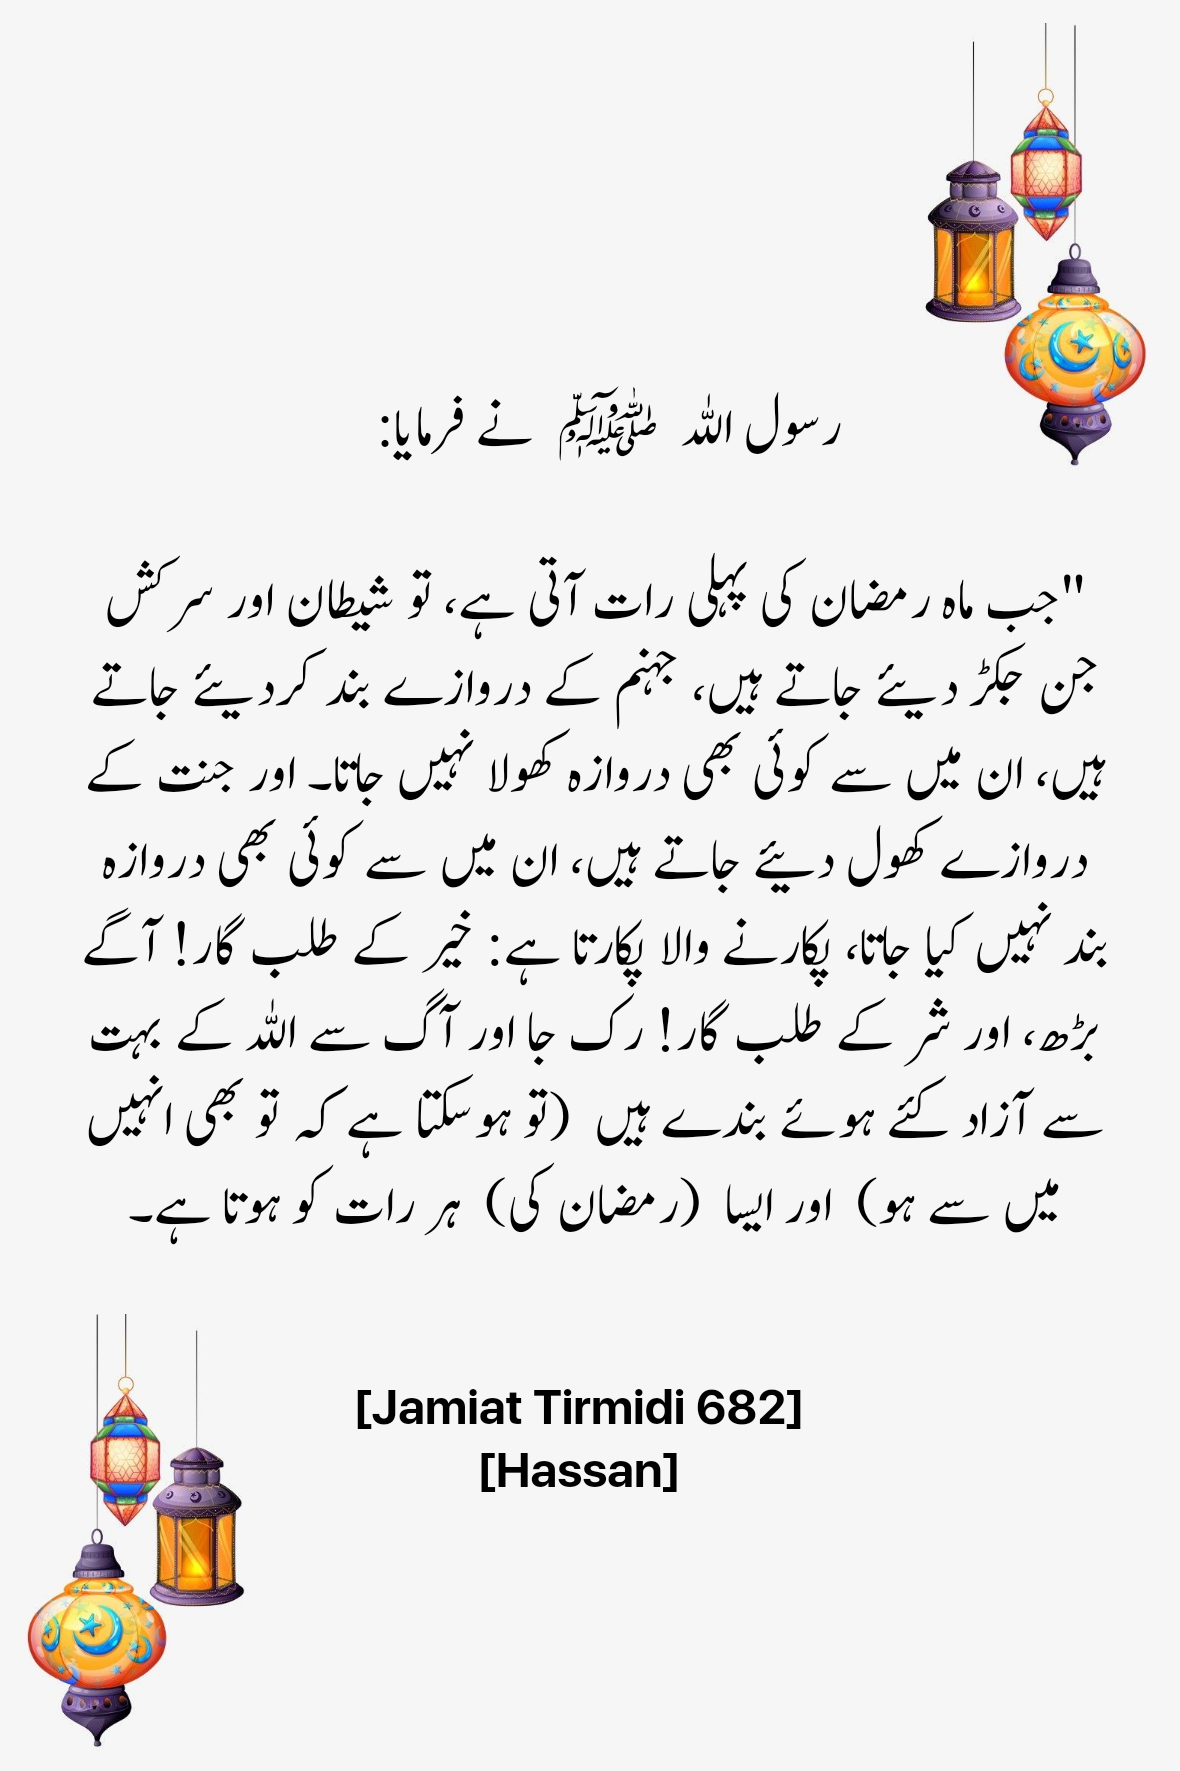 رسول اللہ ﷺ نے فرمایا:
"جب ماہ رمضان کی پہلی رات آتی ہے، تو شیطان اور سرکش
جن جکڑ دیئے جاتے ہیں، جہنم کے دروازے بند کردیئے جاتے
ہیں، ان میں سے کوئی بھی دروازہ کھولا نہیں جاتا۔ اور جنت کے
دروازے کھول دیئے جاتے ہیں، ان میں سے کوئی بھی دروازہ
بند نہیں کیا جاتا، پکارنے والا پکارتا ہے: خیر کے طلب گار! آگے
بڑھ، اور شر کے طلب گار! رک جا اور آگ سے اللہ کے بہت
سے آزاد کئے ہوئے بندے ہیں (تو ہوسکتا ہے کہ تو بھی انہیں
میں سے ہو) اور ایسا (رمضان کی) ہر رات کو ہوتا ہے۔
[Jamiat Tirmidi 682]
[Hassan]